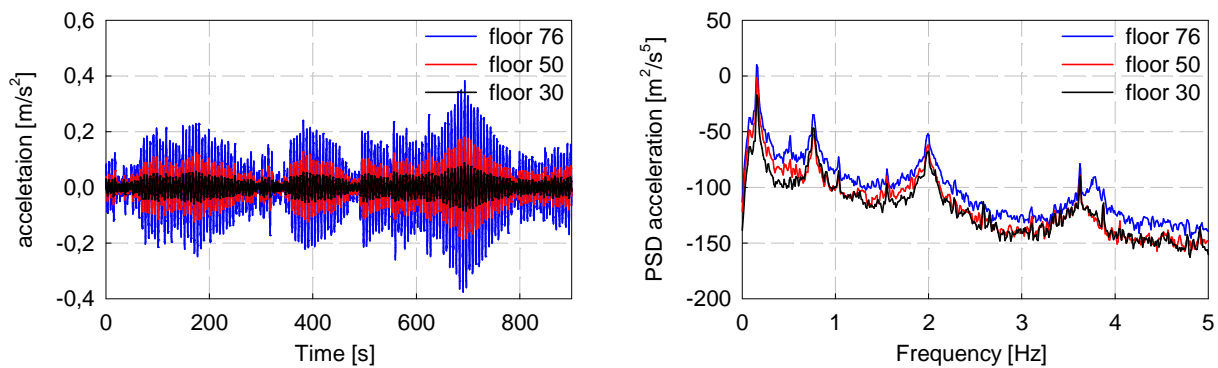 0,6
0,4
0,2
0,0
-0,2
-0,4
acceletaion [m/s²]
floor 76
floor 50
floor 30
0 200 400 600 800
Time [s]
50
0
-50
-100
-150
-200
PSD acceleration [m²/s⁵]
floor 76
floor 50
floor 30
0 1 2 3 4 5
Frequency [Hz]